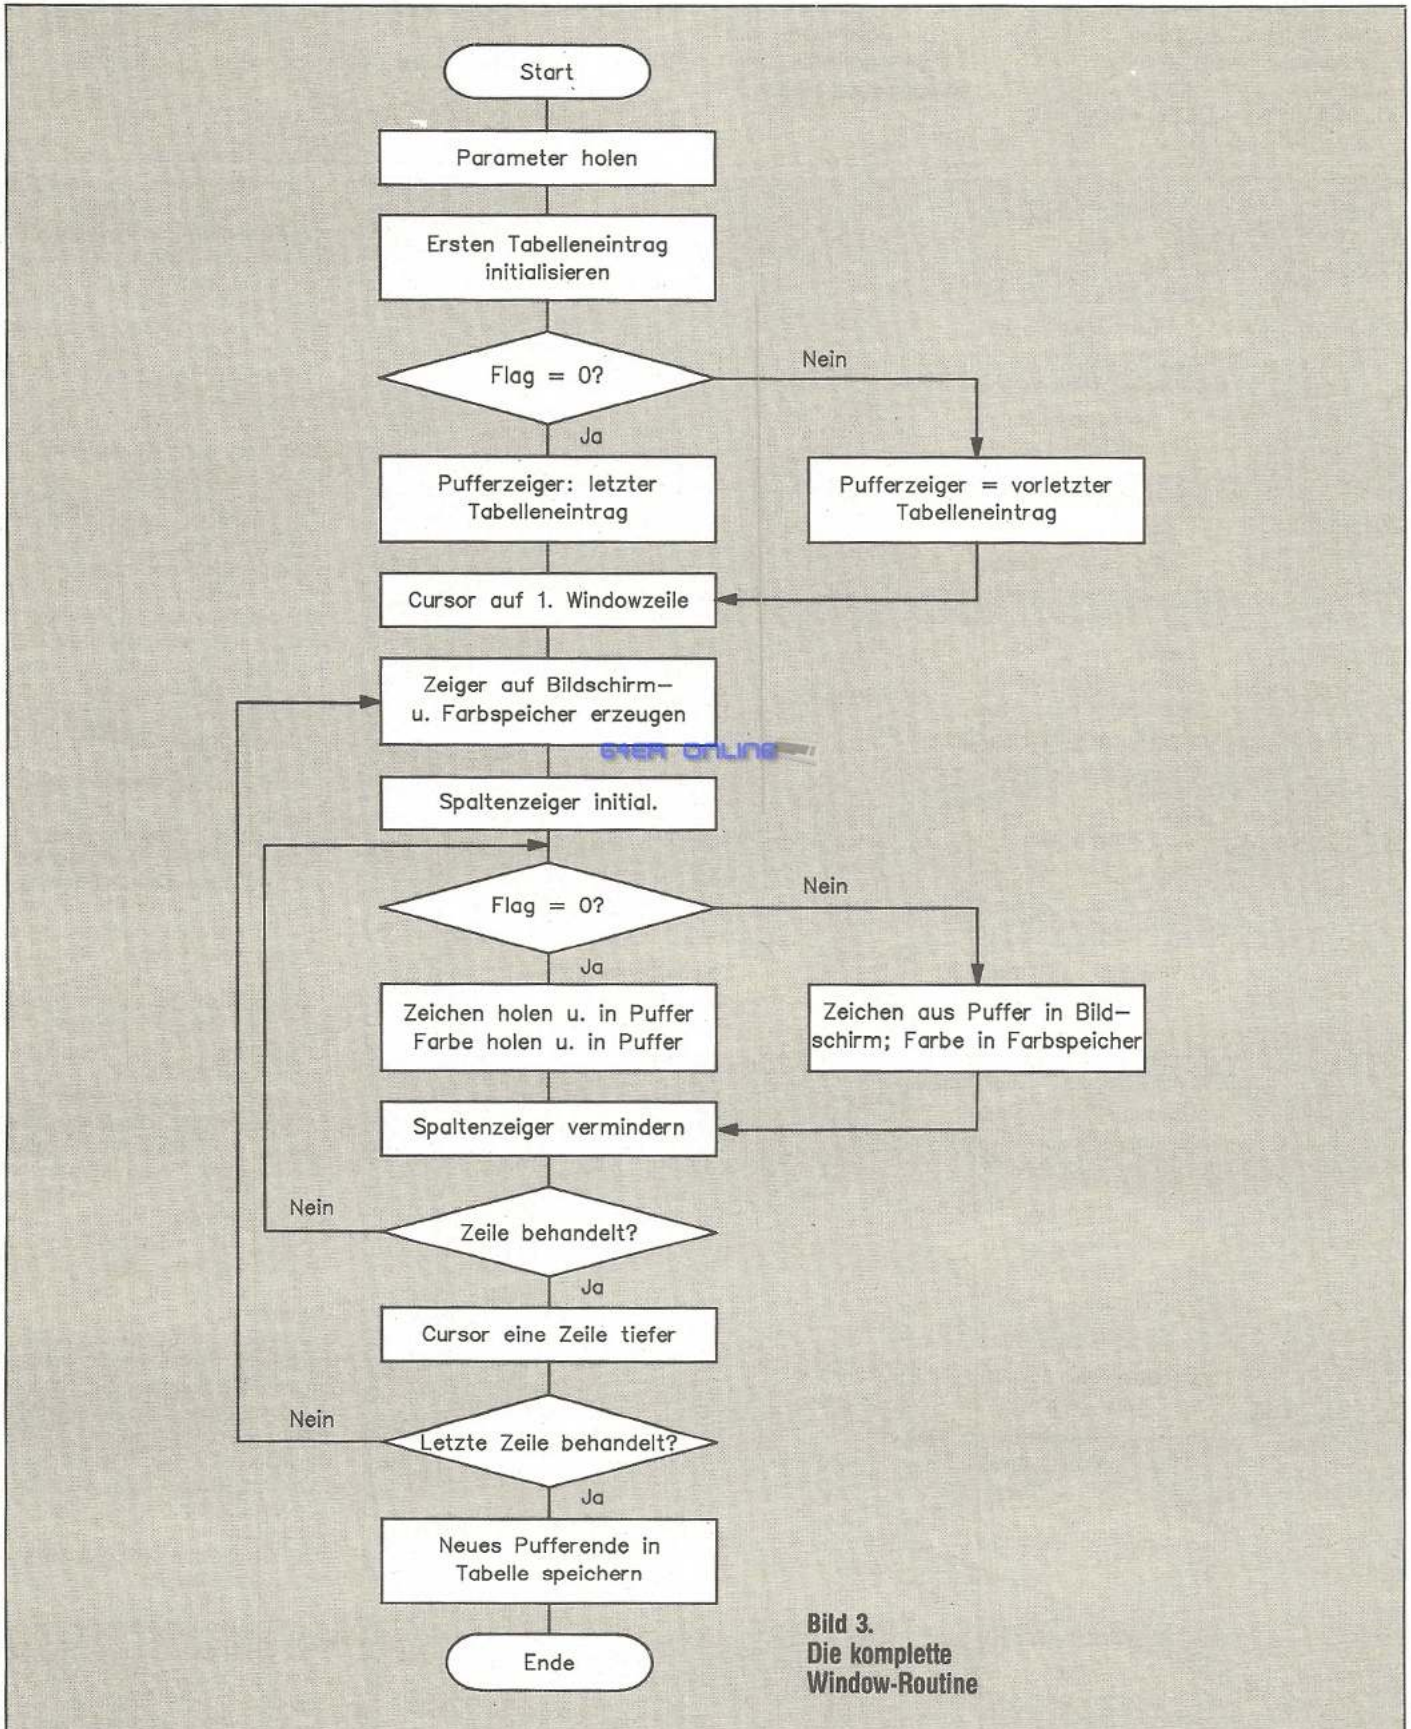 Start
Parameter holen
Ersten Tabelleneintrag
initialisieren
Flag = 0?
Nein
Ja
Pufferzeiger: letzter
Tabelleneintrag
Pufferzeiger = vorletzter
Tabelleneintrag
Cursor auf 1. Windowzeile
Zeiger auf Bildschirm–
u. Farbspeicher erzeugen
64ER ONLINE
Spaltenzeiger initial.
Flag = 0?
Nein
Ja
Zeichen holen u. in Puffer
Farbe holen u. in Puffer
Zeichen aus Puffer in Bild–
schirm; Farbe in Farbspeicher
Spaltenzeiger vermindern
Nein
Zeile behandelt?
Ja
Cursor eine Zeile tiefer
Nein
Letzte Zeile behandelt?
Ja
Neues Pufferende in
Tabelle speichern
Ende
Bild 3.
Die komplette
Window-Routine